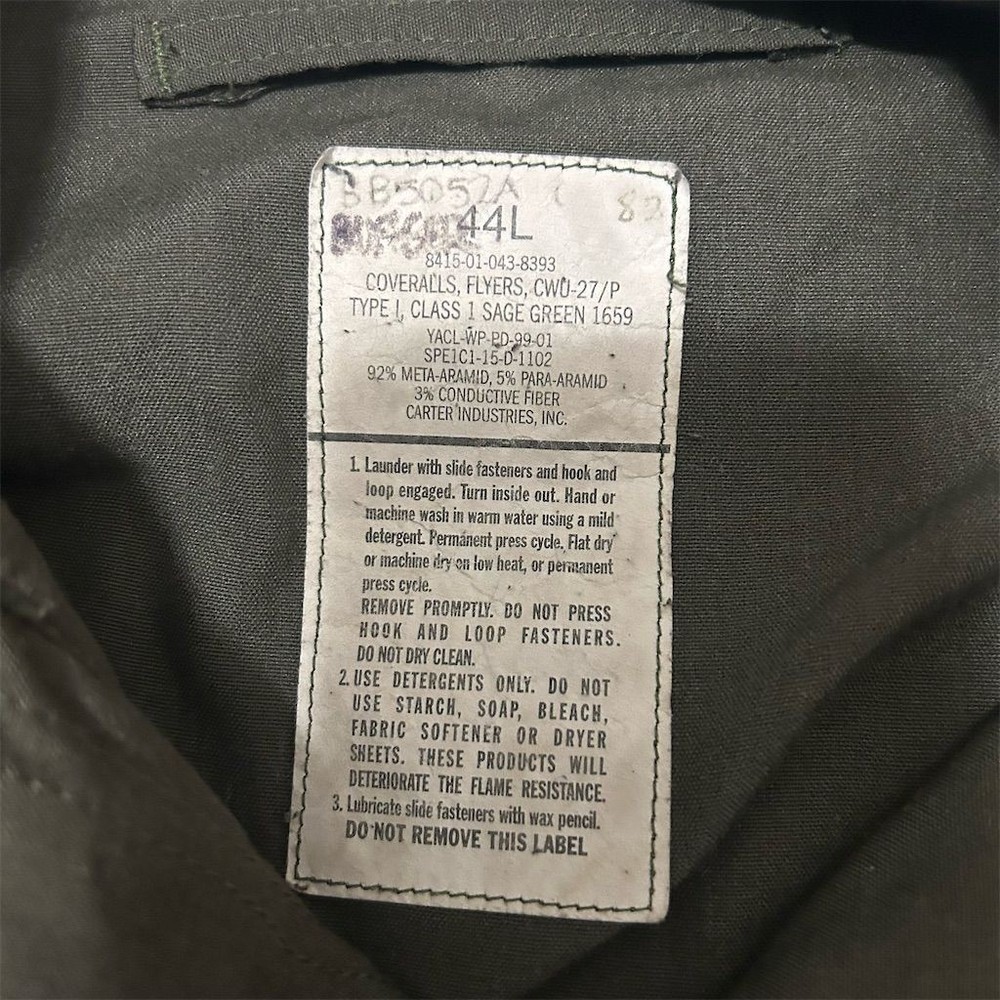 BB5052A 82
44L
8415-01-043-8393
COVERALLS, FLYERS, CWU-27/P
TYPE I, CLASS 1 SAGE GREEN 1659
YACL-WP-PD-99-01
SPE1C1-15-D-1102
92% META-ARAMID, 5% PARA-ARAMID
3% CONDUCTIVE FIBER
CARTER INDUSTRIES, INC.
1. Launder with slide fasteners and hook and
loop engaged. Turn inside out. Hand or
machine wash in warm water using a mild
detergent. Permanent press cycle. Flat dry
or machine dry on low heat, or permanent
press cycle.
REMOVE PROMPTLY. DO NOT PRESS
HOOK AND LOOP FASTENERS.
DO NOT DRY CLEAN.
2. USE DETERGENTS ONLY. DO NOT
USE STARCH, SOAP, BLEACH,
FABRIC SOFTENER OR DRYER
SHEETS. THESE PRODUCTS WILL
DETERIORATE THE FLAME RESISTANCE.
3. Lubricate slide fasteners with wax pencil.
DO NOT REMOVE THIS LABEL